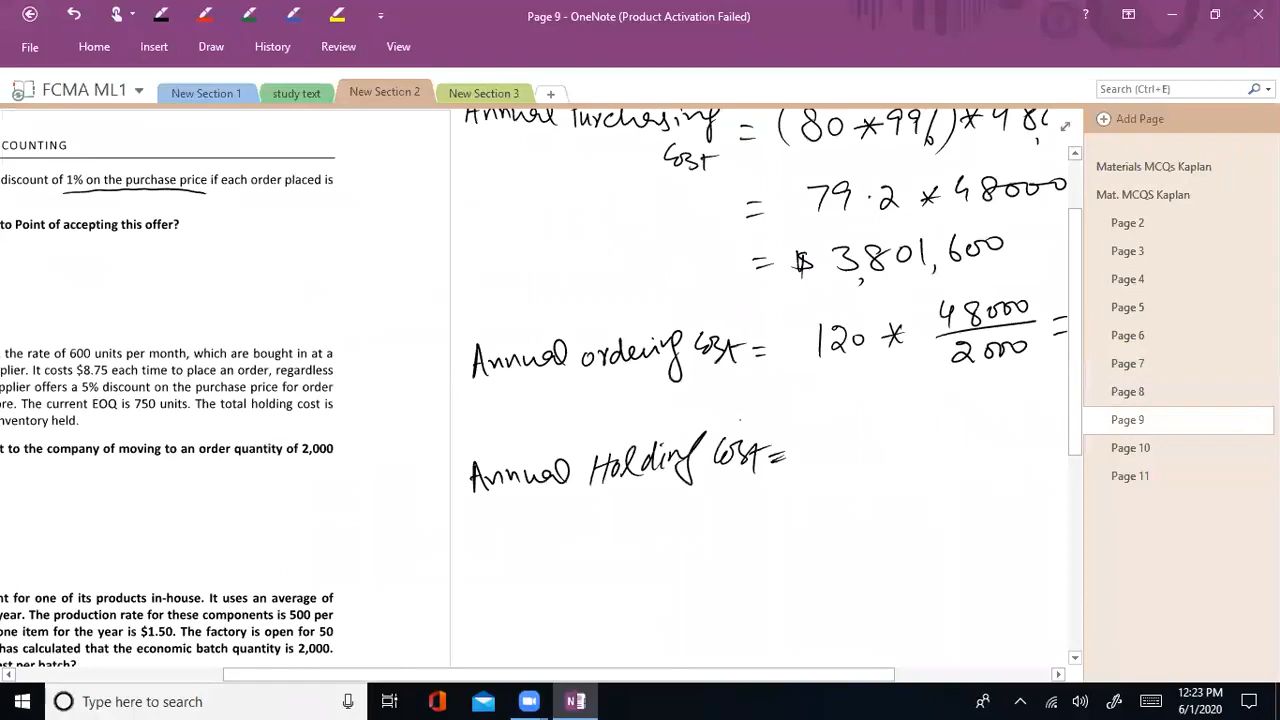 Page 9 - OneNote (Product Activation Failed)
?
File Home Insert Draw History Review View
FCMA ML1 New Section 1 study text New Section 2 New Section 3 +
Search (Ctrl+E)
Add Page
Materials MCQs Kaplan
Mat. MCQS Kaplan
Page 2
Page 3
Page 4
Page 5
Page 6
Page 7
Page 8
Page 9
Page 10
Page 11
COUNTING
discount of 1% on the purchase price if each order placed is
to Point of accepting this offer?
the rate of 600 units per month, which are bought in at a
plier. It costs $8.75 each time to place an order, regardless
pplier offers a 5% discount on the purchase price for order
ore. The current EOQ is 750 units. The total holding cost is
nventory held.
t to the company of moving to an order quantity of 2,000
nt for one of its products in-house. It uses an average of
year. The production rate for these components is 500 per
one item for the year is $1.50. The factory is open for 50
has calculated that the economic batch quantity is 2,000.
ost per batch?
Annual Purchasing cost = (80 * 99%) * 48
= 79.2 * 48000
= $ 3,801,600
Annual ordering cost = 120 * 48000 / 2000 =
Annual Holding cost =
Type here to search
12:23 PM
6/1/2020